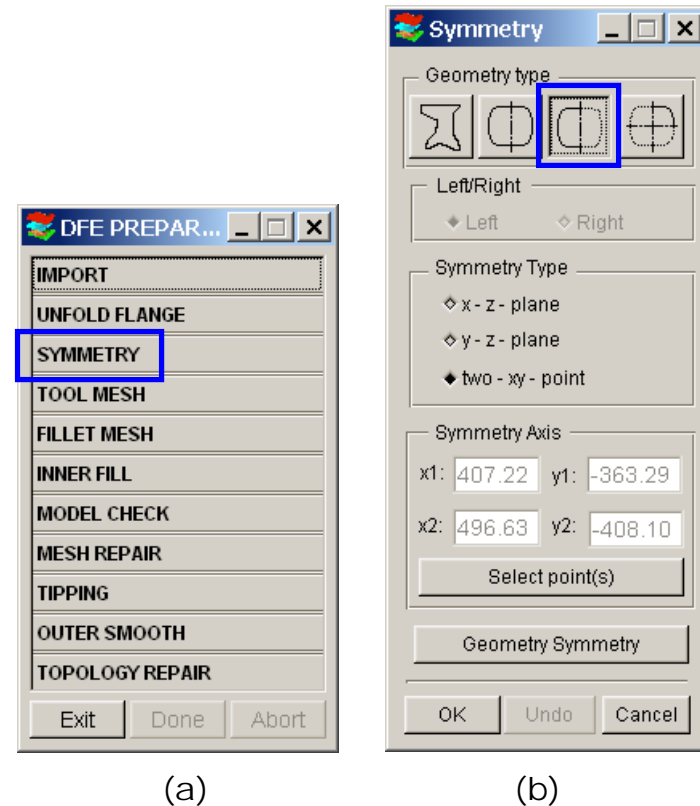 DFE PREPAR...
IMPORT
UNFOLD FLANGE
SYMMETRY
TOOL MESH
FILLET MESH
INNER FILL
MODEL CHECK
MESH REPAIR
TIPPING
OUTER SMOOTH
TOPOLOGY REPAIR
Exit Done Abort
(a)
Symmetry
Geometry type
Left/Right
Left Right
Symmetry Type
x - z - plane
y - z - plane
two - xy - point
Symmetry Axis
x1: 407.22 y1: -363.29
x2: 496.63 y2: -408.10
Select point(s)
Geometry Symmetry
OK Undo Cancel
(b)